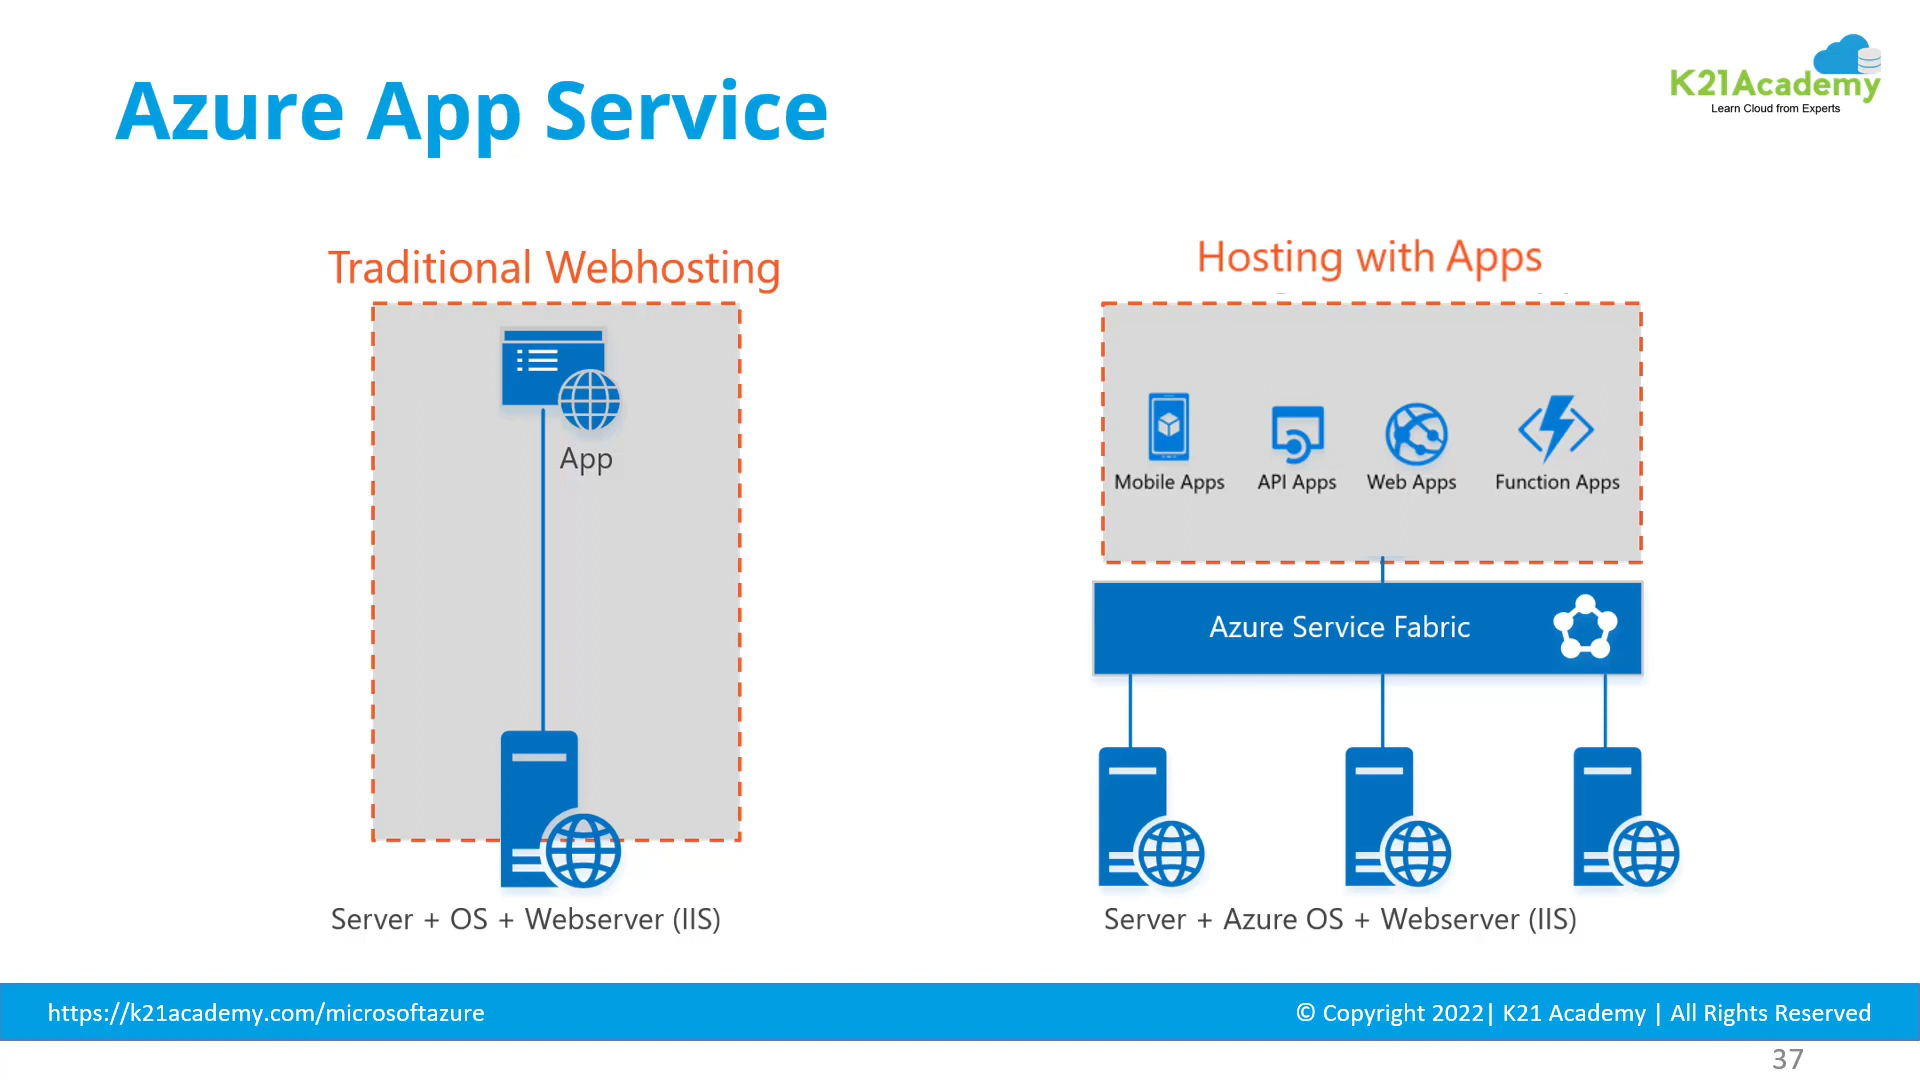 Azure App Service
K21Academy
Learn Cloud from Experts
Traditional Webhosting
App
Server + OS + Webserver (IIS)
Hosting with Apps
Mobile Apps
API Apps
Web Apps
Function Apps
Azure Service Fabric
Server + Azure OS + Webserver (IIS)
https://k21academy.com/microsoftazure
© Copyright 2022| K21 Academy | All Rights Reserved
37